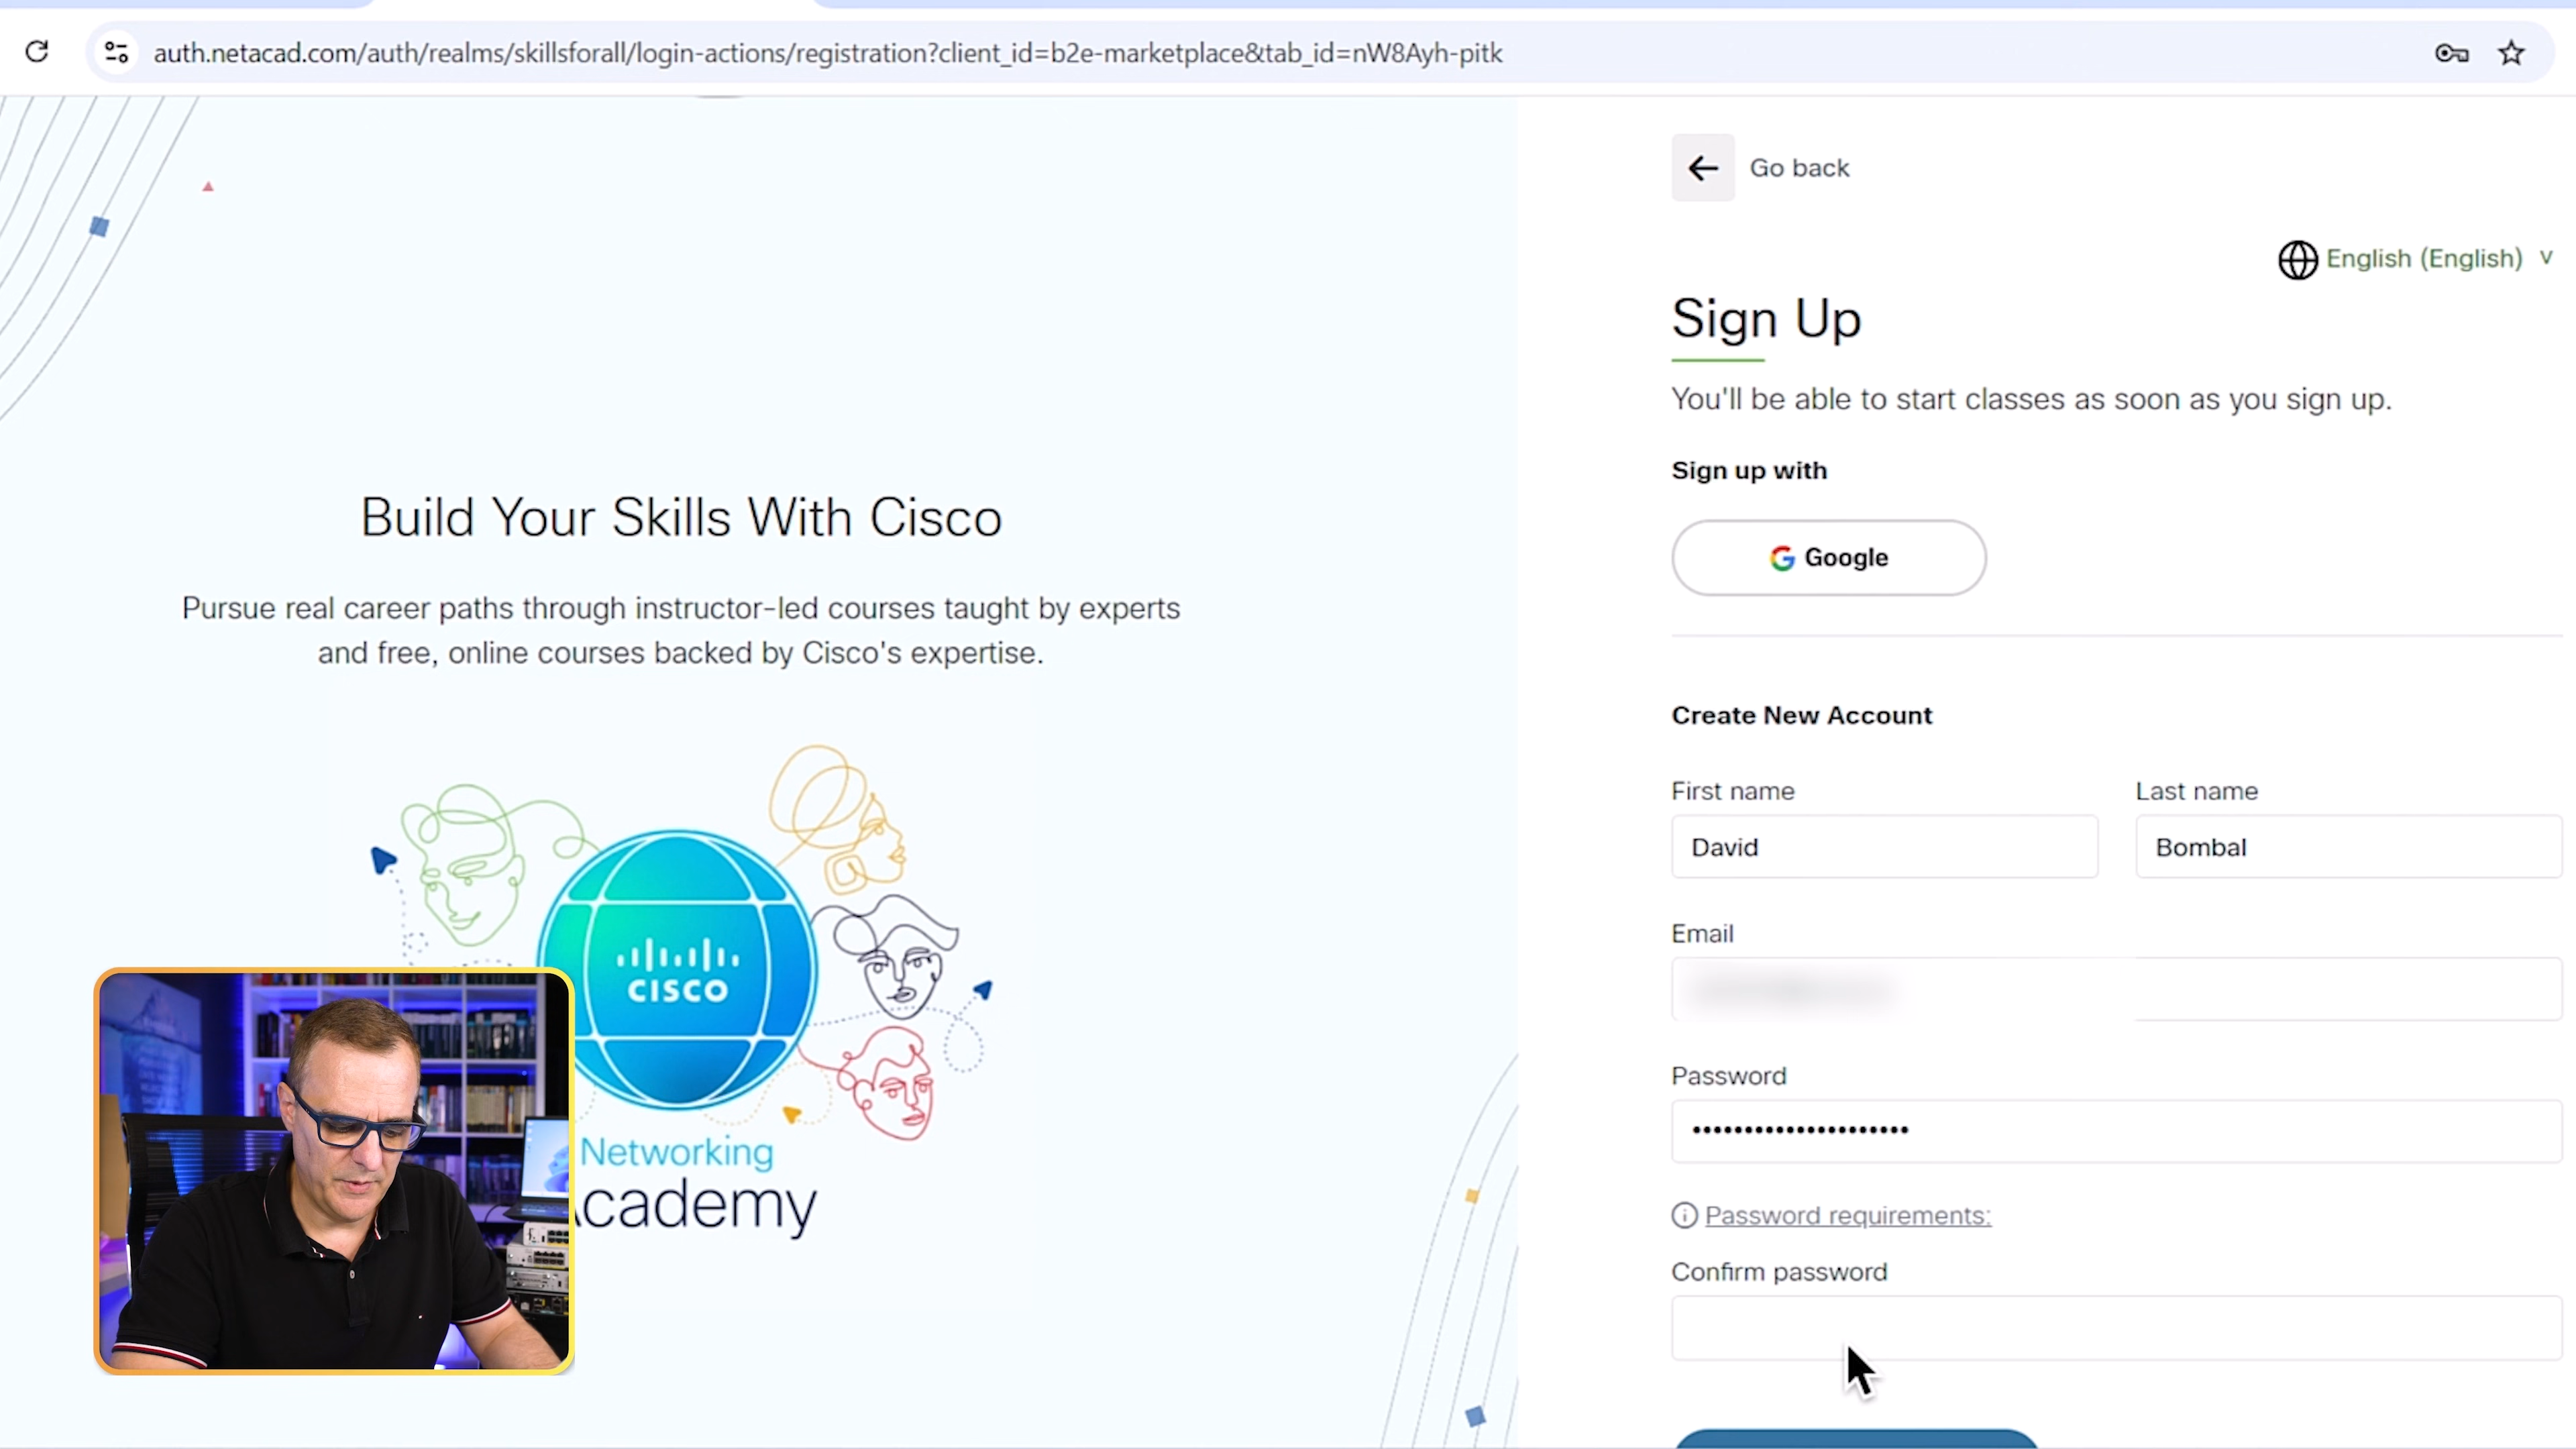 auth.netacad.com/auth/realms/skillsforall/login-actions/registration?client_id=b2e-marketplace&tab_id=nW8Ayh-pitk
Go back
English (English) v
Sign Up
You'll be able to start classes as soon as you sign up.
Sign up with
Google
Build Your Skills With Cisco
Pursue real career paths through instructor-led courses taught by experts
and free, online courses backed by Cisco's expertise.
CISCO
Networking
cademy
Create New Account
First name
Last name
David
Bombal
Email
Password
•••••••••••••••••••••
Password requirements:
Confirm password